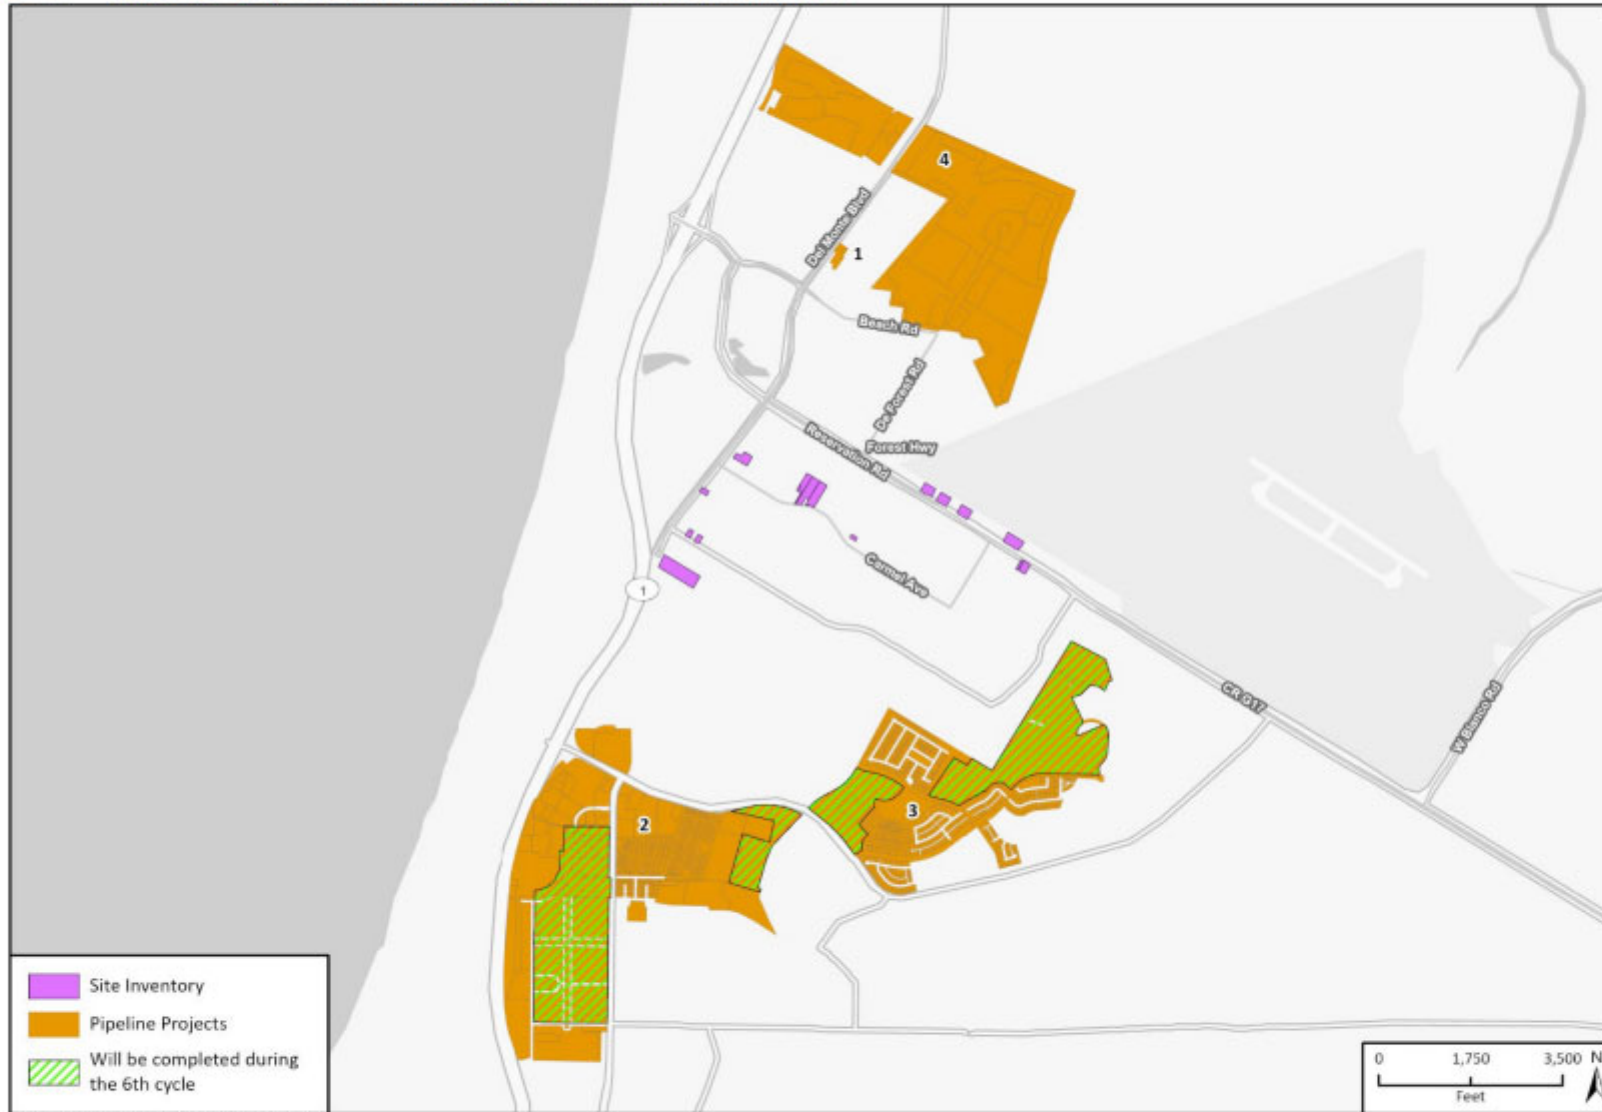 4
Del Monte Blvd
1
Beach Rd
De Forest Rd
Forest Hwy
Reservation Rd
Carmel Ave
1
CR G17
W Blanco Rd
2
3
Site Inventory
Pipeline Projects
Will be completed during
the 6th cycle
0 1,750 3,500
Feet
N